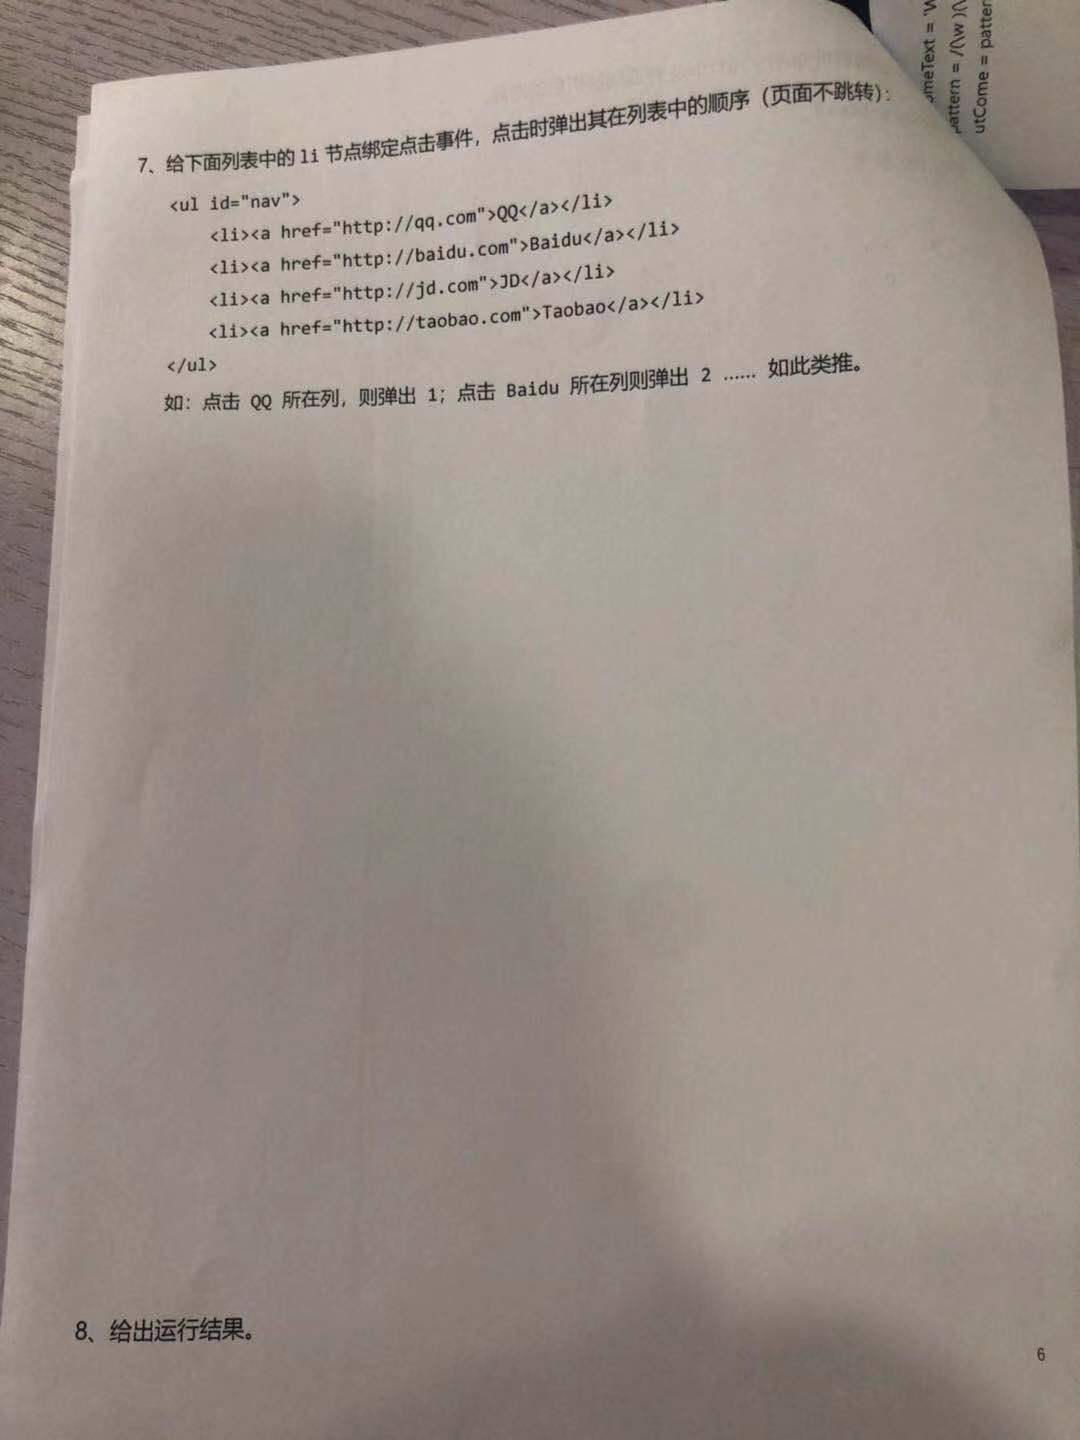 7、给下面列表中的 li 节点绑定点击事件，点击时弹出其在列表中的顺序（页面不跳转）：
<ul id="nav">
<li><a href="http://qq.com">QQ</a></li>
<li><a href="http://baidu.com">Baidu</a></li>
<li><a href="http://jd.com">JD</a></li>
<li><a href="http://taobao.com">Taobao</a></li>
</ul>
如：点击 QQ 所在列，则弹出 1；点击 Baidu 所在列则弹出 2 …… 如此类推。
8、给出运行结果。
6
omeText = 'W
pattern = /(\w )(\
utCome = patter